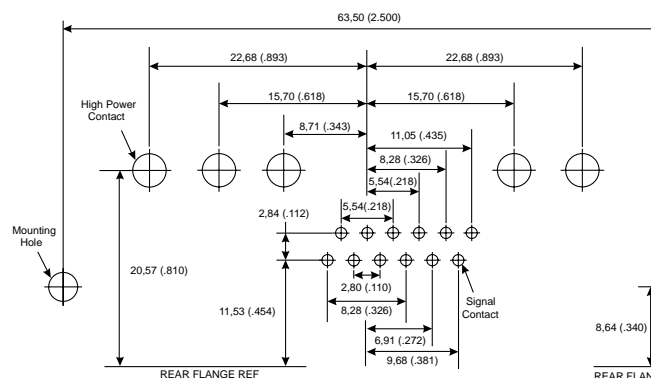 63,50 (2.500)
22,68 (.893)
22,68 (.893)
15,70 (.618)
15,70 (.618)
High Power
Contact
8,71 (.343)
11,05 (.435)
8,28 (.326)
5,54(.218)
5,54(.218)
2,84 (.112)
Mounting
Hole
20,57 (.810)
2,80 (.110)
Signal
Contact
11,53 (.454)
8,28 (.326)
8,64 (.340)
6,91 (.272)
9,68 (.381)
REAR FLANGE REF
REAR FLAN